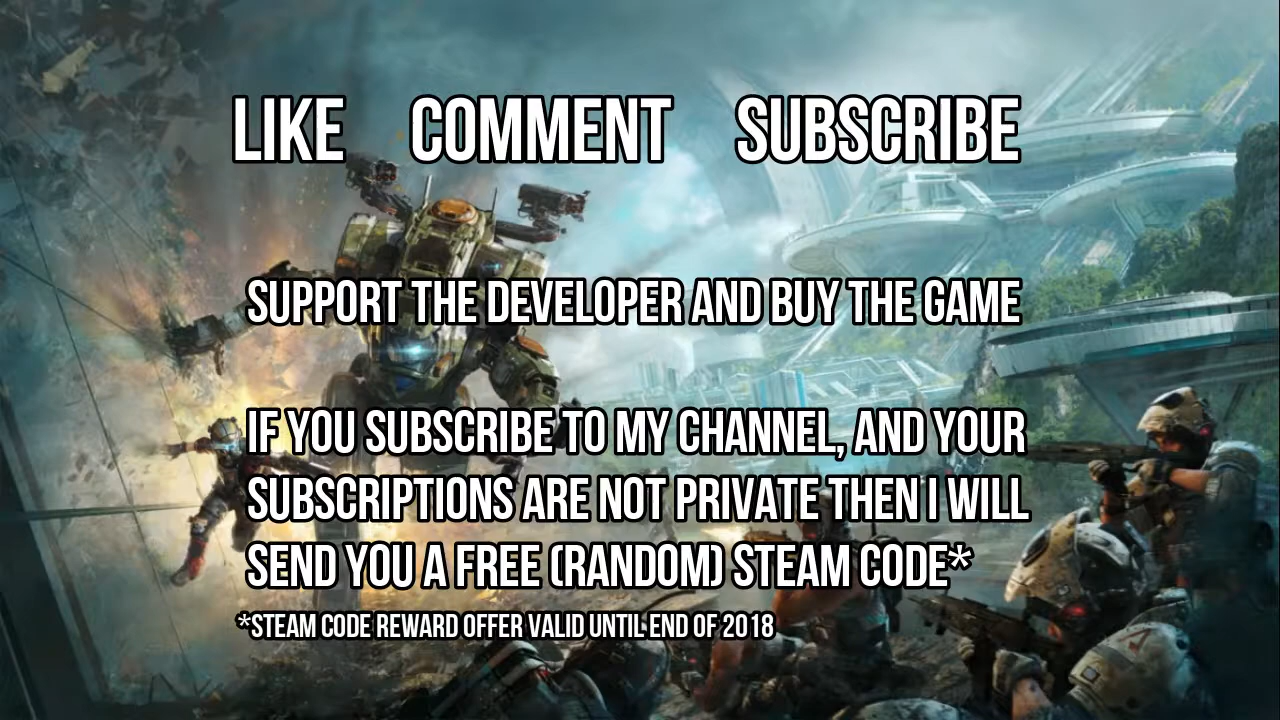 LIKE COMMENT SUBSCRIBE
SUPPORT THE DEVELOPER AND BUY THE GAME
IF YOU SUBSCRIBE TO MY CHANNEL, AND YOUR
SUBSCRIPTIONS ARE NOT PRIVATE THEN I WILL
SEND YOU A FREE (RANDOM) STEAM CODE*
*STEAM CODE REWARD OFFER VALID UNTIL END OF 2018